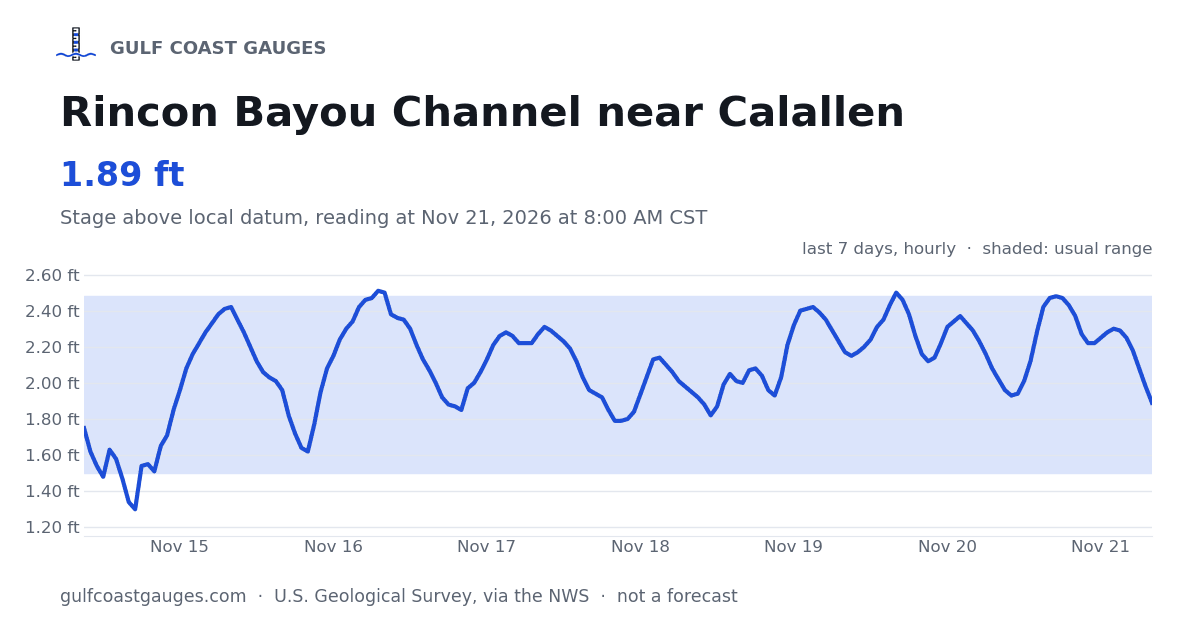 GULF COAST GAUGES
Rincon Bayou Channel near Calallen
1.89 ft
Stage above local datum, reading at Nov 21, 2026 at 8:00 AM CST
last 7 days, hourly · shaded: usual range
2.60 ft
2.40 ft
2.20 ft
2.00 ft
1.80 ft
1.60 ft
1.40 ft
1.20 ft
Nov 15 Nov 16 Nov 17 Nov 18 Nov 19 Nov 20 Nov 21
gulfcoastgauges.com · U.S. Geological Survey, via the NWS · not a forecast